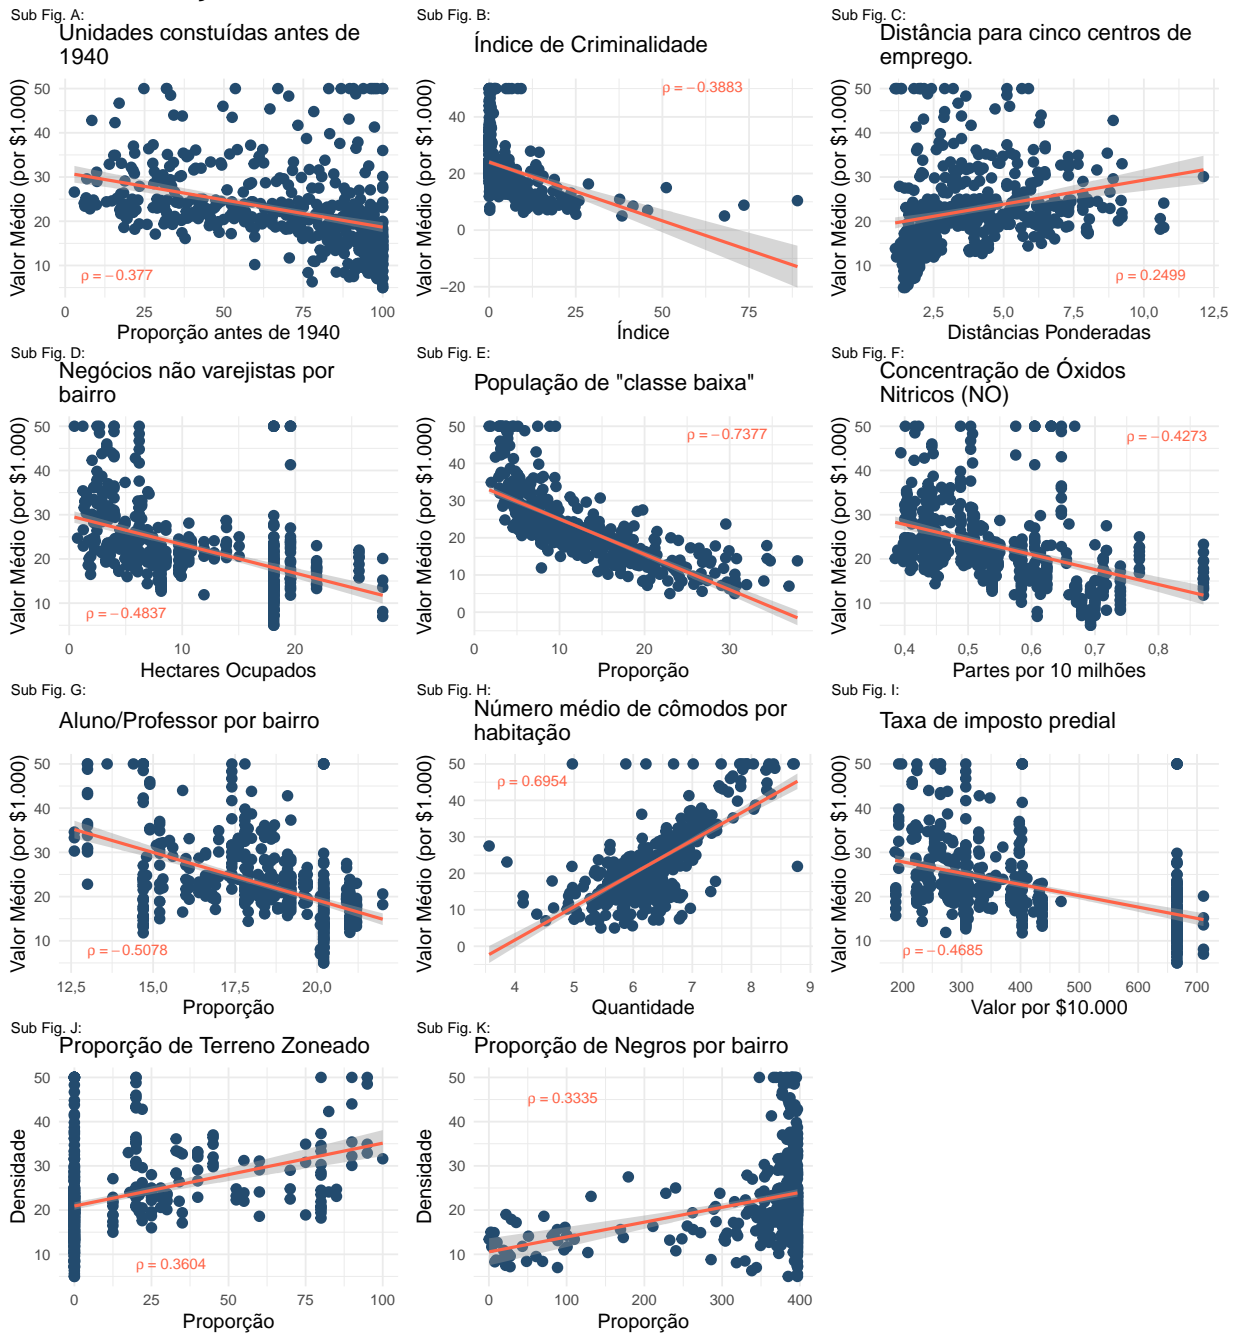 Sub Fig. A:
Unidades constuídas antes de
1940
Valor Médio (por $1.000)
50
40
30
20
10
ρ = −0.377
0
25
50
75
100
Proporção antes de 1940
Sub Fig. B:
Índice de Criminalidade
Valor Médio (por $1.000)
ρ = −0.3883
40
20
0
−20
0
25
50
75
Índice
Sub Fig. C:
Distância para cinco centros de
emprego.
Valor Médio (por $1.000)
50
40
30
20
10
ρ = 0.2499
2,5
5,0
7,5
10,0
12,5
Distâncias Ponderadas
Sub Fig. D:
Negócios não varejistas por
bairro
Valor Médio (por $1.000)
50
40
30
20
10
ρ = −0.4837
0
10
20
Hectares Ocupados
Sub Fig. E:
População de "classe baixa"
Valor Médio (por $1.000)
50
40
30
20
10
0
ρ = −0.7377
0
10
20
30
Proporção
Sub Fig. F:
Concentração de Óxidos
Nitricos (NO)
Valor Médio (por $1.000)
50
40
30
20
10
ρ = −0.4273
0,4
0,5
0,6
0,7
0,8
Partes por 10 milhões
Sub Fig. G:
Aluno/Professor por bairro
Valor Médio (por $1.000)
50
40
30
20
10
ρ = −0.5078
12,5
15,0
17,5
20,0
Proporção
Sub Fig. H:
Número médio de cômodos por
habitação
Valor Médio (por $1.000)
50
40
30
20
10
0
ρ = 0.6954
4
5
6
7
8
9
Quantidade
Sub Fig. I:
Taxa de imposto predial
Valor Médio (por $1.000)
50
40
30
20
10
ρ = −0.4685
200
300
400
500
600
700
Valor por $10.000
Sub Fig. J:
Proporção de Terreno Zoneado
Densidade
50
40
30
20
10
ρ = 0.3604
0
25
50
75
100
Proporção
Sub Fig. K:
Proporção de Negros por bairro
Densidade
50
40
30
20
10
ρ = 0.3335
0
100
200
300
400
Proporção